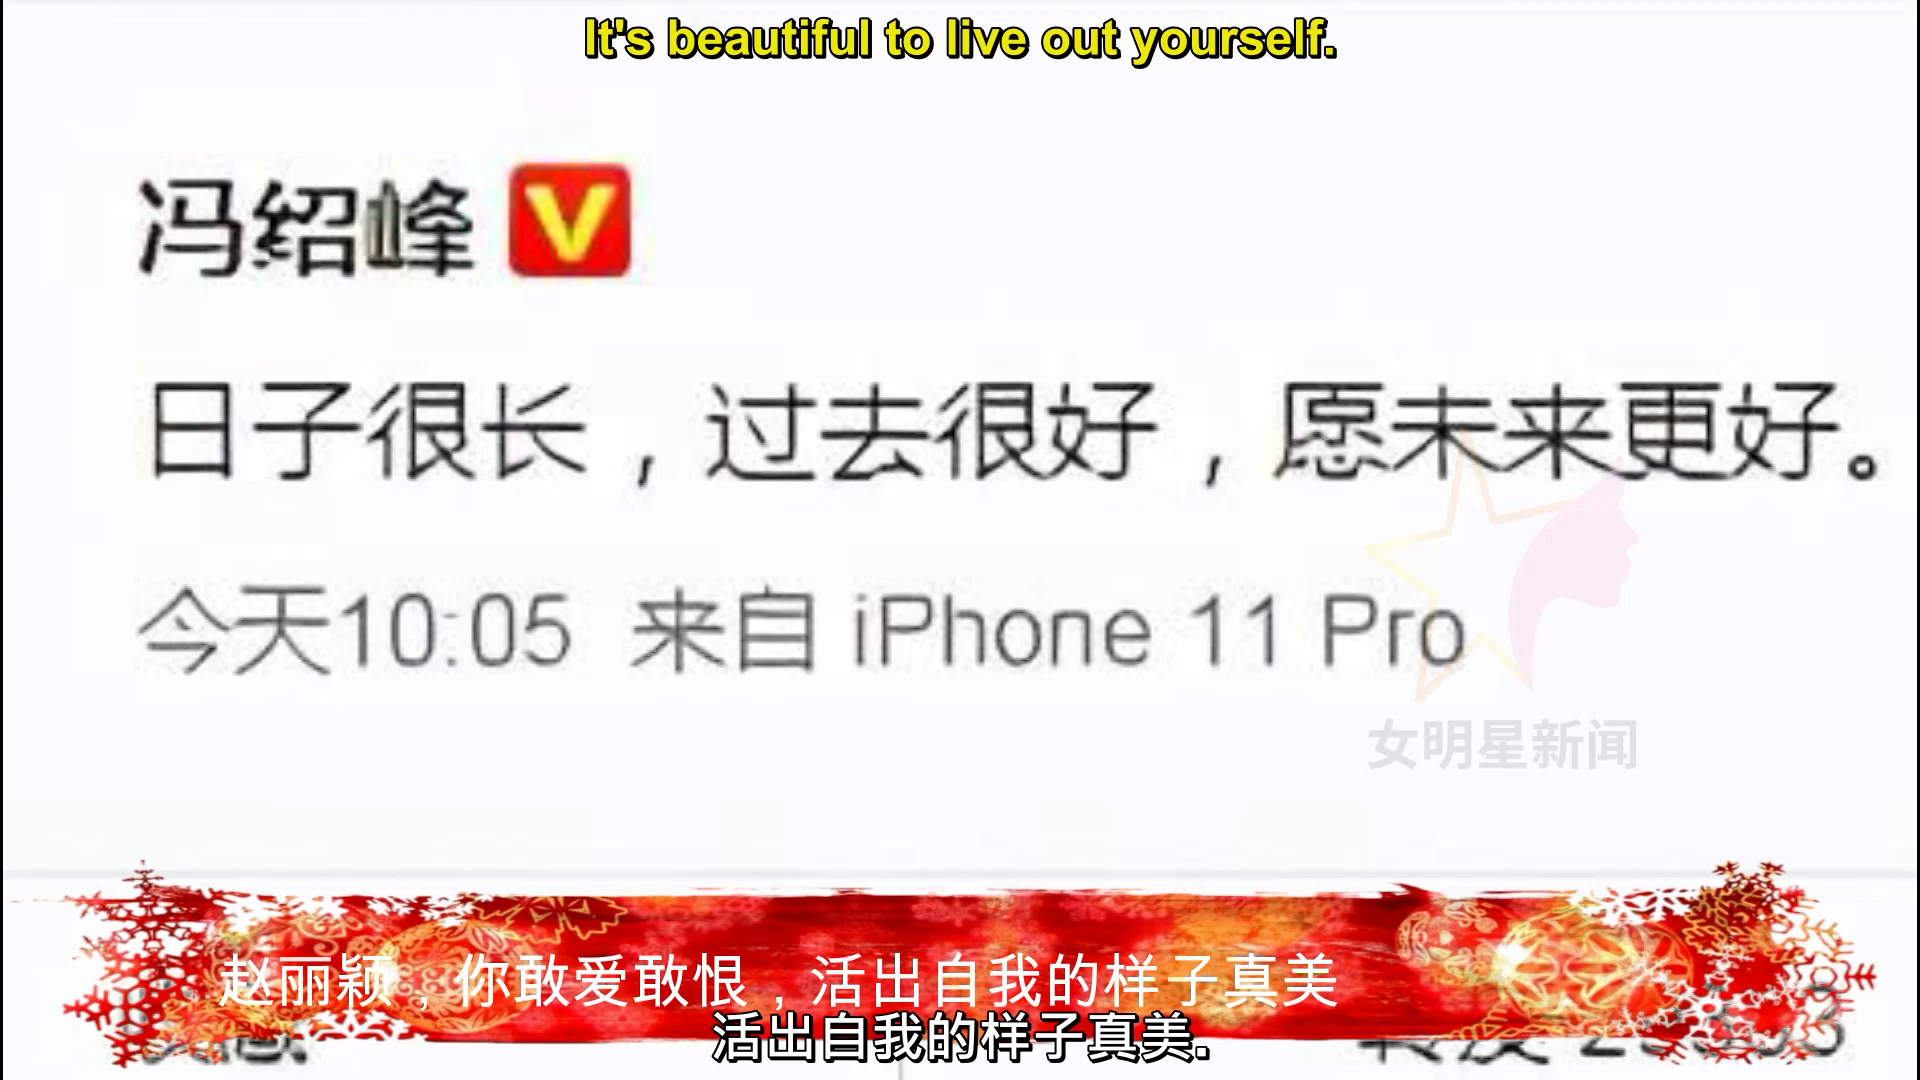 It's beautiful to live out yourself.
冯绍峰 V
日子很长，过去很好，愿未来更好。
今天10:05 来自 iPhone 11 Pro
女明星新闻
赵丽颖，你敢爱敢恨，活出自我的样子真美
活出自我的样子真美.